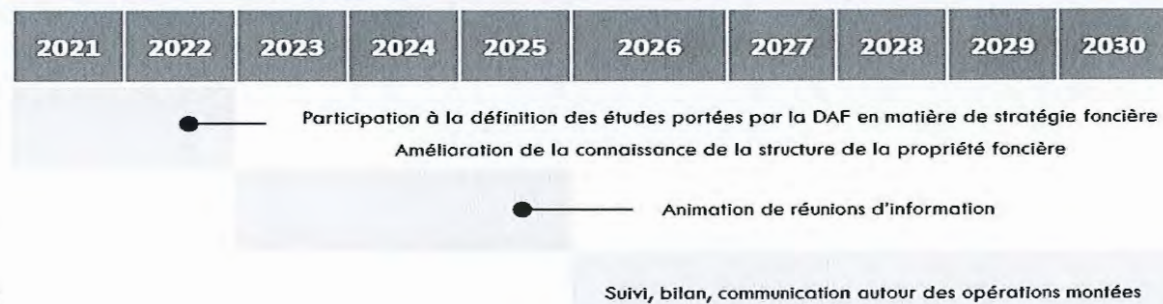 2021 2022 2023 2024 2025 2026 2027 2028 2029 2030
Participation à la définition des études portées par la DAF en matière de stratégie foncière
Amélioration de la connaissance de la structure de la propriété foncière
Animation de réunions d'information
Suivi, bilan, communication autour des opérations montées